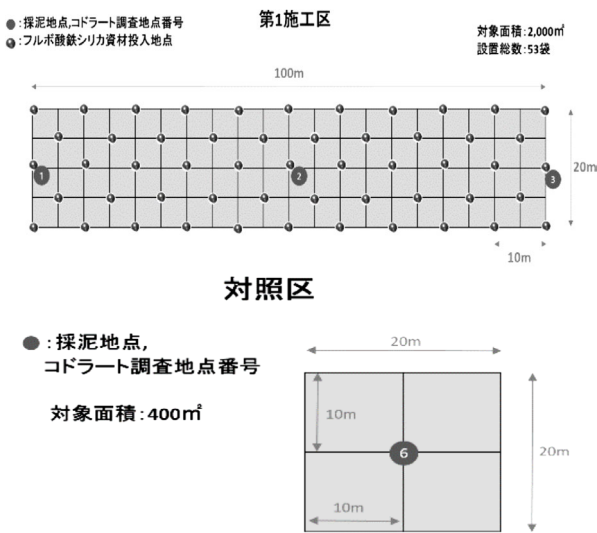 第1施工区
●:採泥地点,コドラート調査地点番号
:フルボ酸鉄シリカ資材投入地点
対象面積:2,000㎡
設置総数:53袋
100m
20m
1
2
3
10m
対照区
●:採泥地点,
コドラート調査地点番号
対象面積:400㎡
20m
10m
6
20m
10m